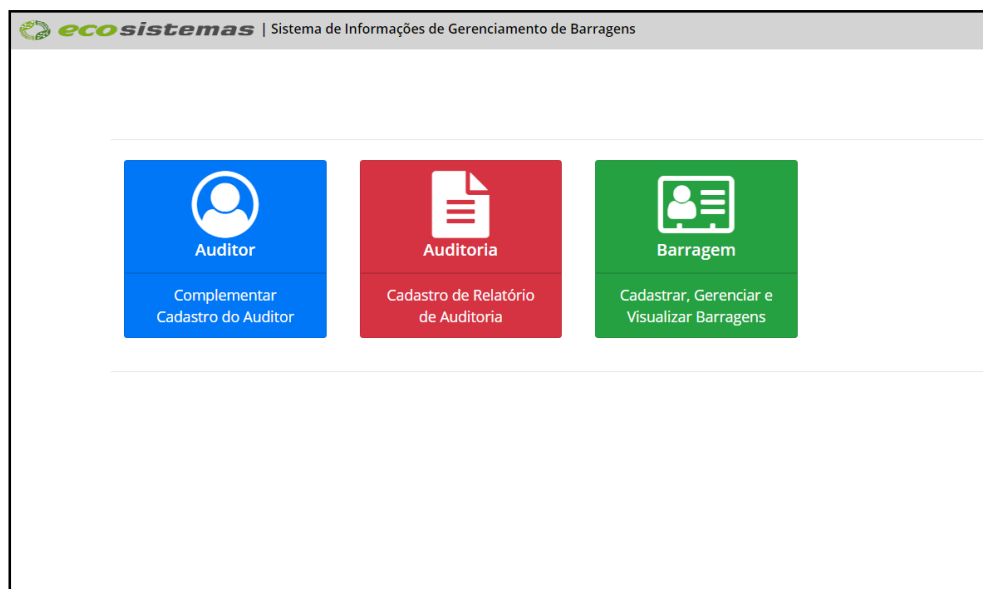 ecosistemas | Sistema de Informações de Gerenciamento de Barragens
Auditor
Complementar
Cadastro do Auditor
Auditoria
Cadastro de Relatório
de Auditoria
Barragem
Cadastrar, Gerenciar e
Visualizar Barragens